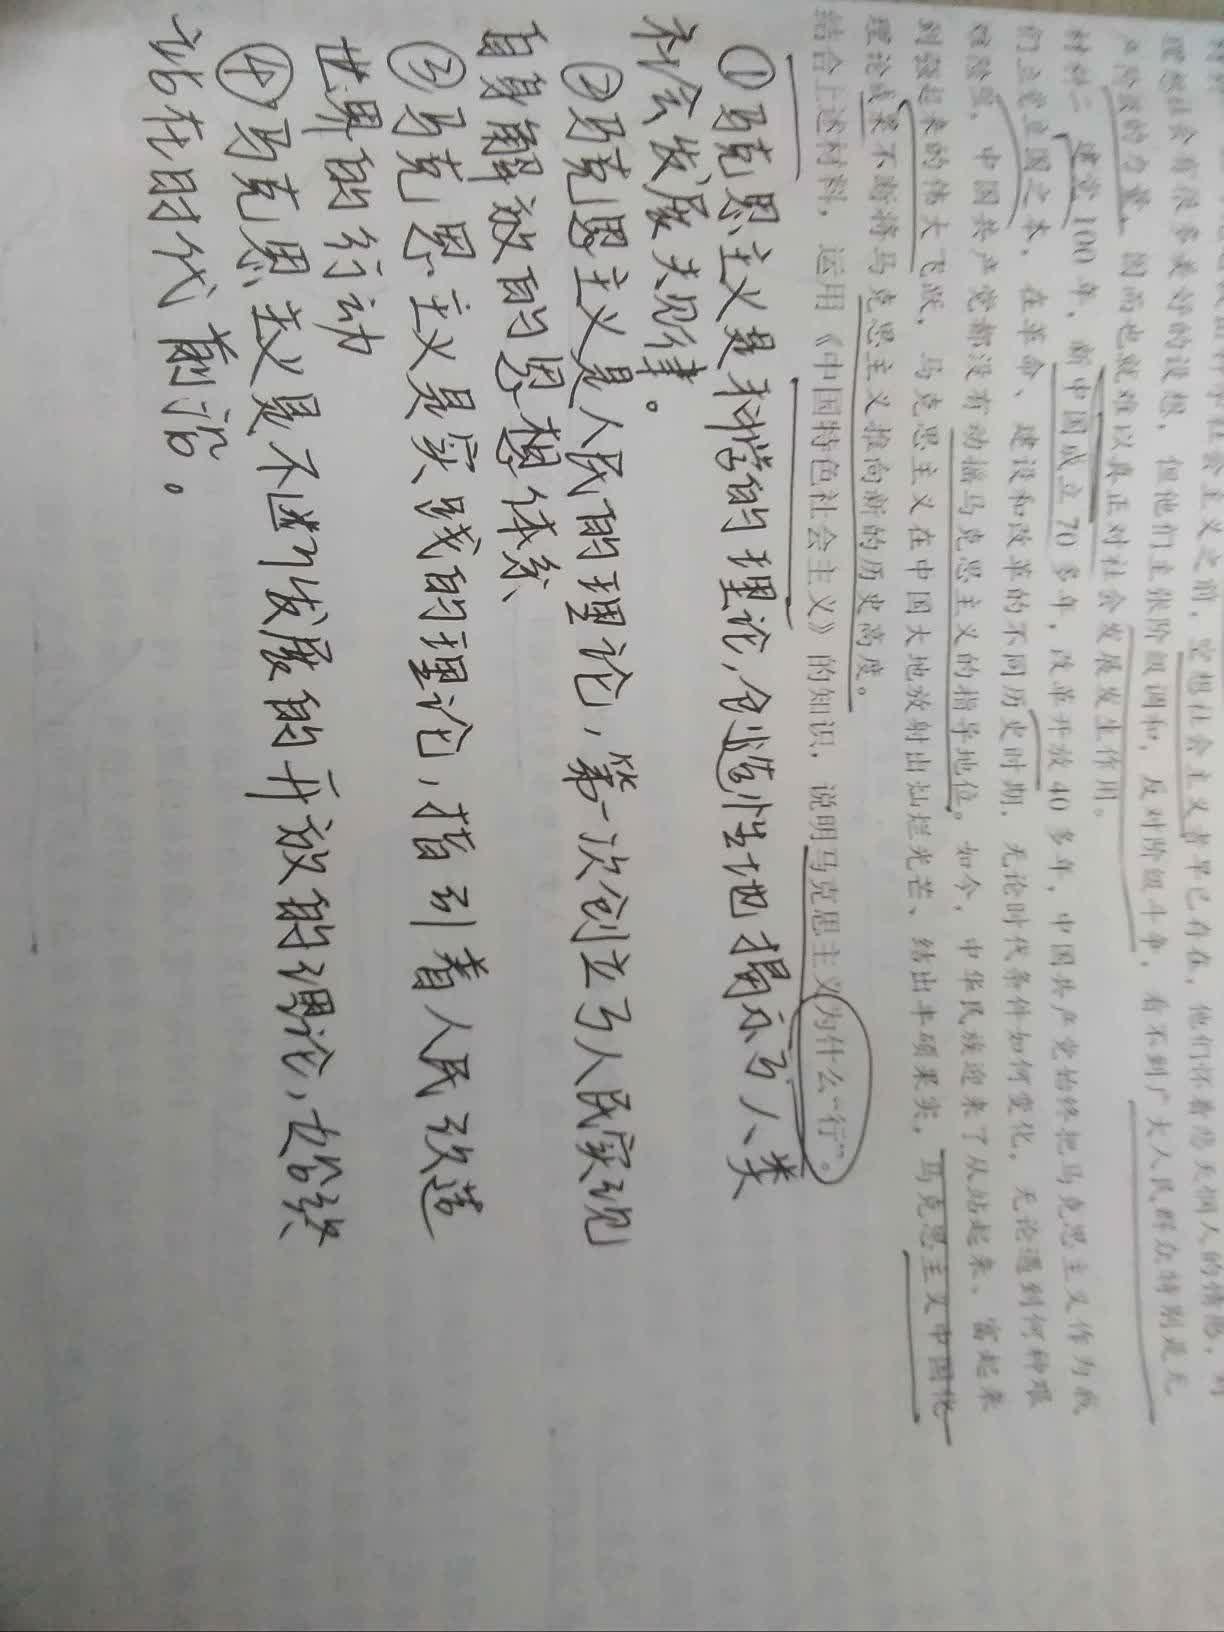 社会主义之前，空想社会主义者早已存在，他们怀着悲天悯人的情感，对
理想社会有很多美好的设想，但他们主张阶级调和，反对阶级斗争，看不到广大人民群众特别是无
产阶级的力量，因而也就难以真正对社会发展发生作用。
材料二 建党100年，新中国成立70多年，改革开放40多年，中国共产党始终把马克思主义作为我
们立党立国之本，在革命、建设和改革的不同历史时期，无论时代条件如何变化，无论遇到何种艰
难险重，中国共产党都没有动摇马克思主义的指导地位。如今，中华民族迎来了从站起来、富起来
到强起来的伟大飞跃，马克思主义在中国大地放射出灿烂光芒、结出丰硕果实，马克思主义中国化
理论成果不断将马克思主义推向新的历史高度。
结合上述材料，运用《中国特色社会主义》的知识，说明马克思主义为什么“行”。
①马克思主义是科学的理论，创造性地揭示了人类
社会发展规律。
②马克思主义是人民的理论，第一次创立了人民实现
自身解放的思想体系、
③马克思主义是实践的理论，指引着人民改造
世界的行动
④马克思主义是不断发展的开放的理论，始终
站在时代前沿。